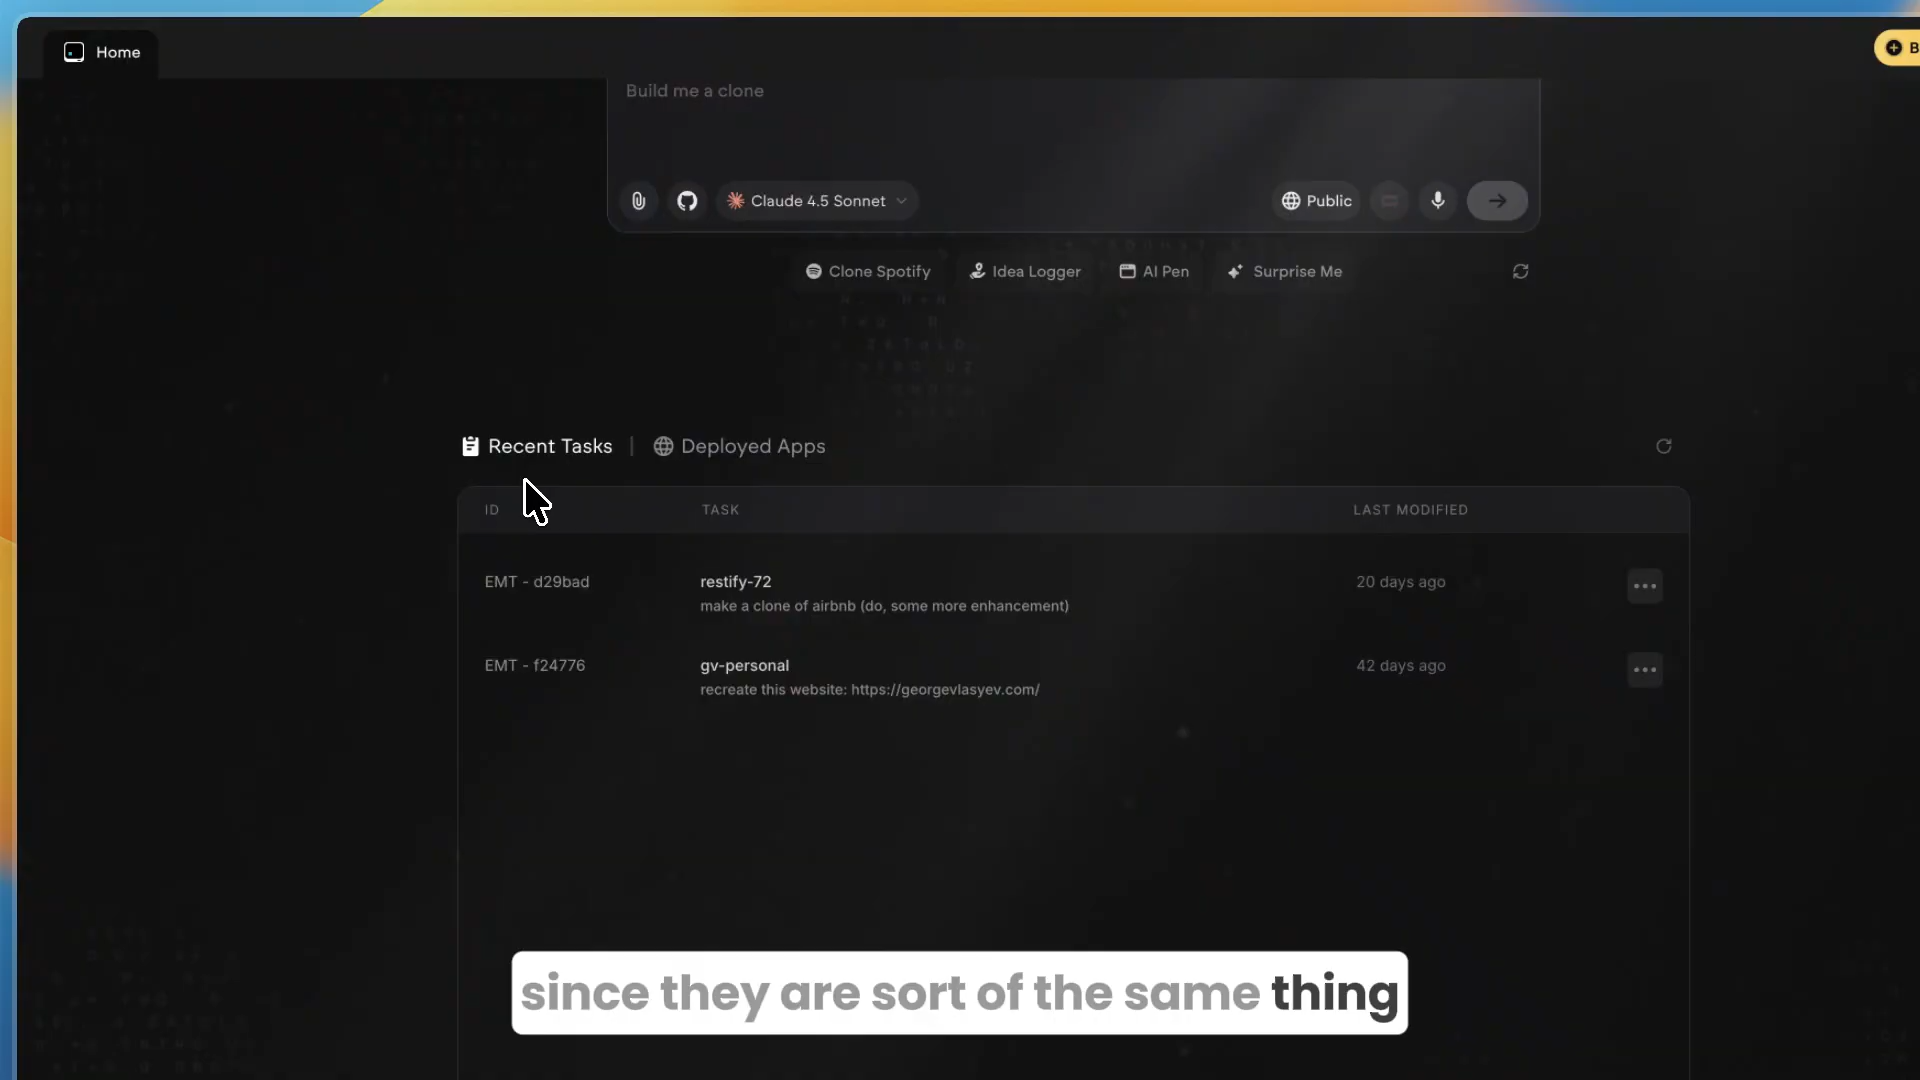 Home
B
Build me a clone
Claude 4.5 Sonnet
Public
Clone Spotify
Idea Logger
AI Pen
Surprise Me
Recent Tasks | Deployed Apps
ID TASK LAST MODIFIED
EMT - d29bad restify-72 20 days ago
make a clone of airbnb (do, some more enhancement)
EMT - f24776 gv-personal 42 days ago
recreate this website: https://georgevlasyev.com/
since they are sort of the same thing